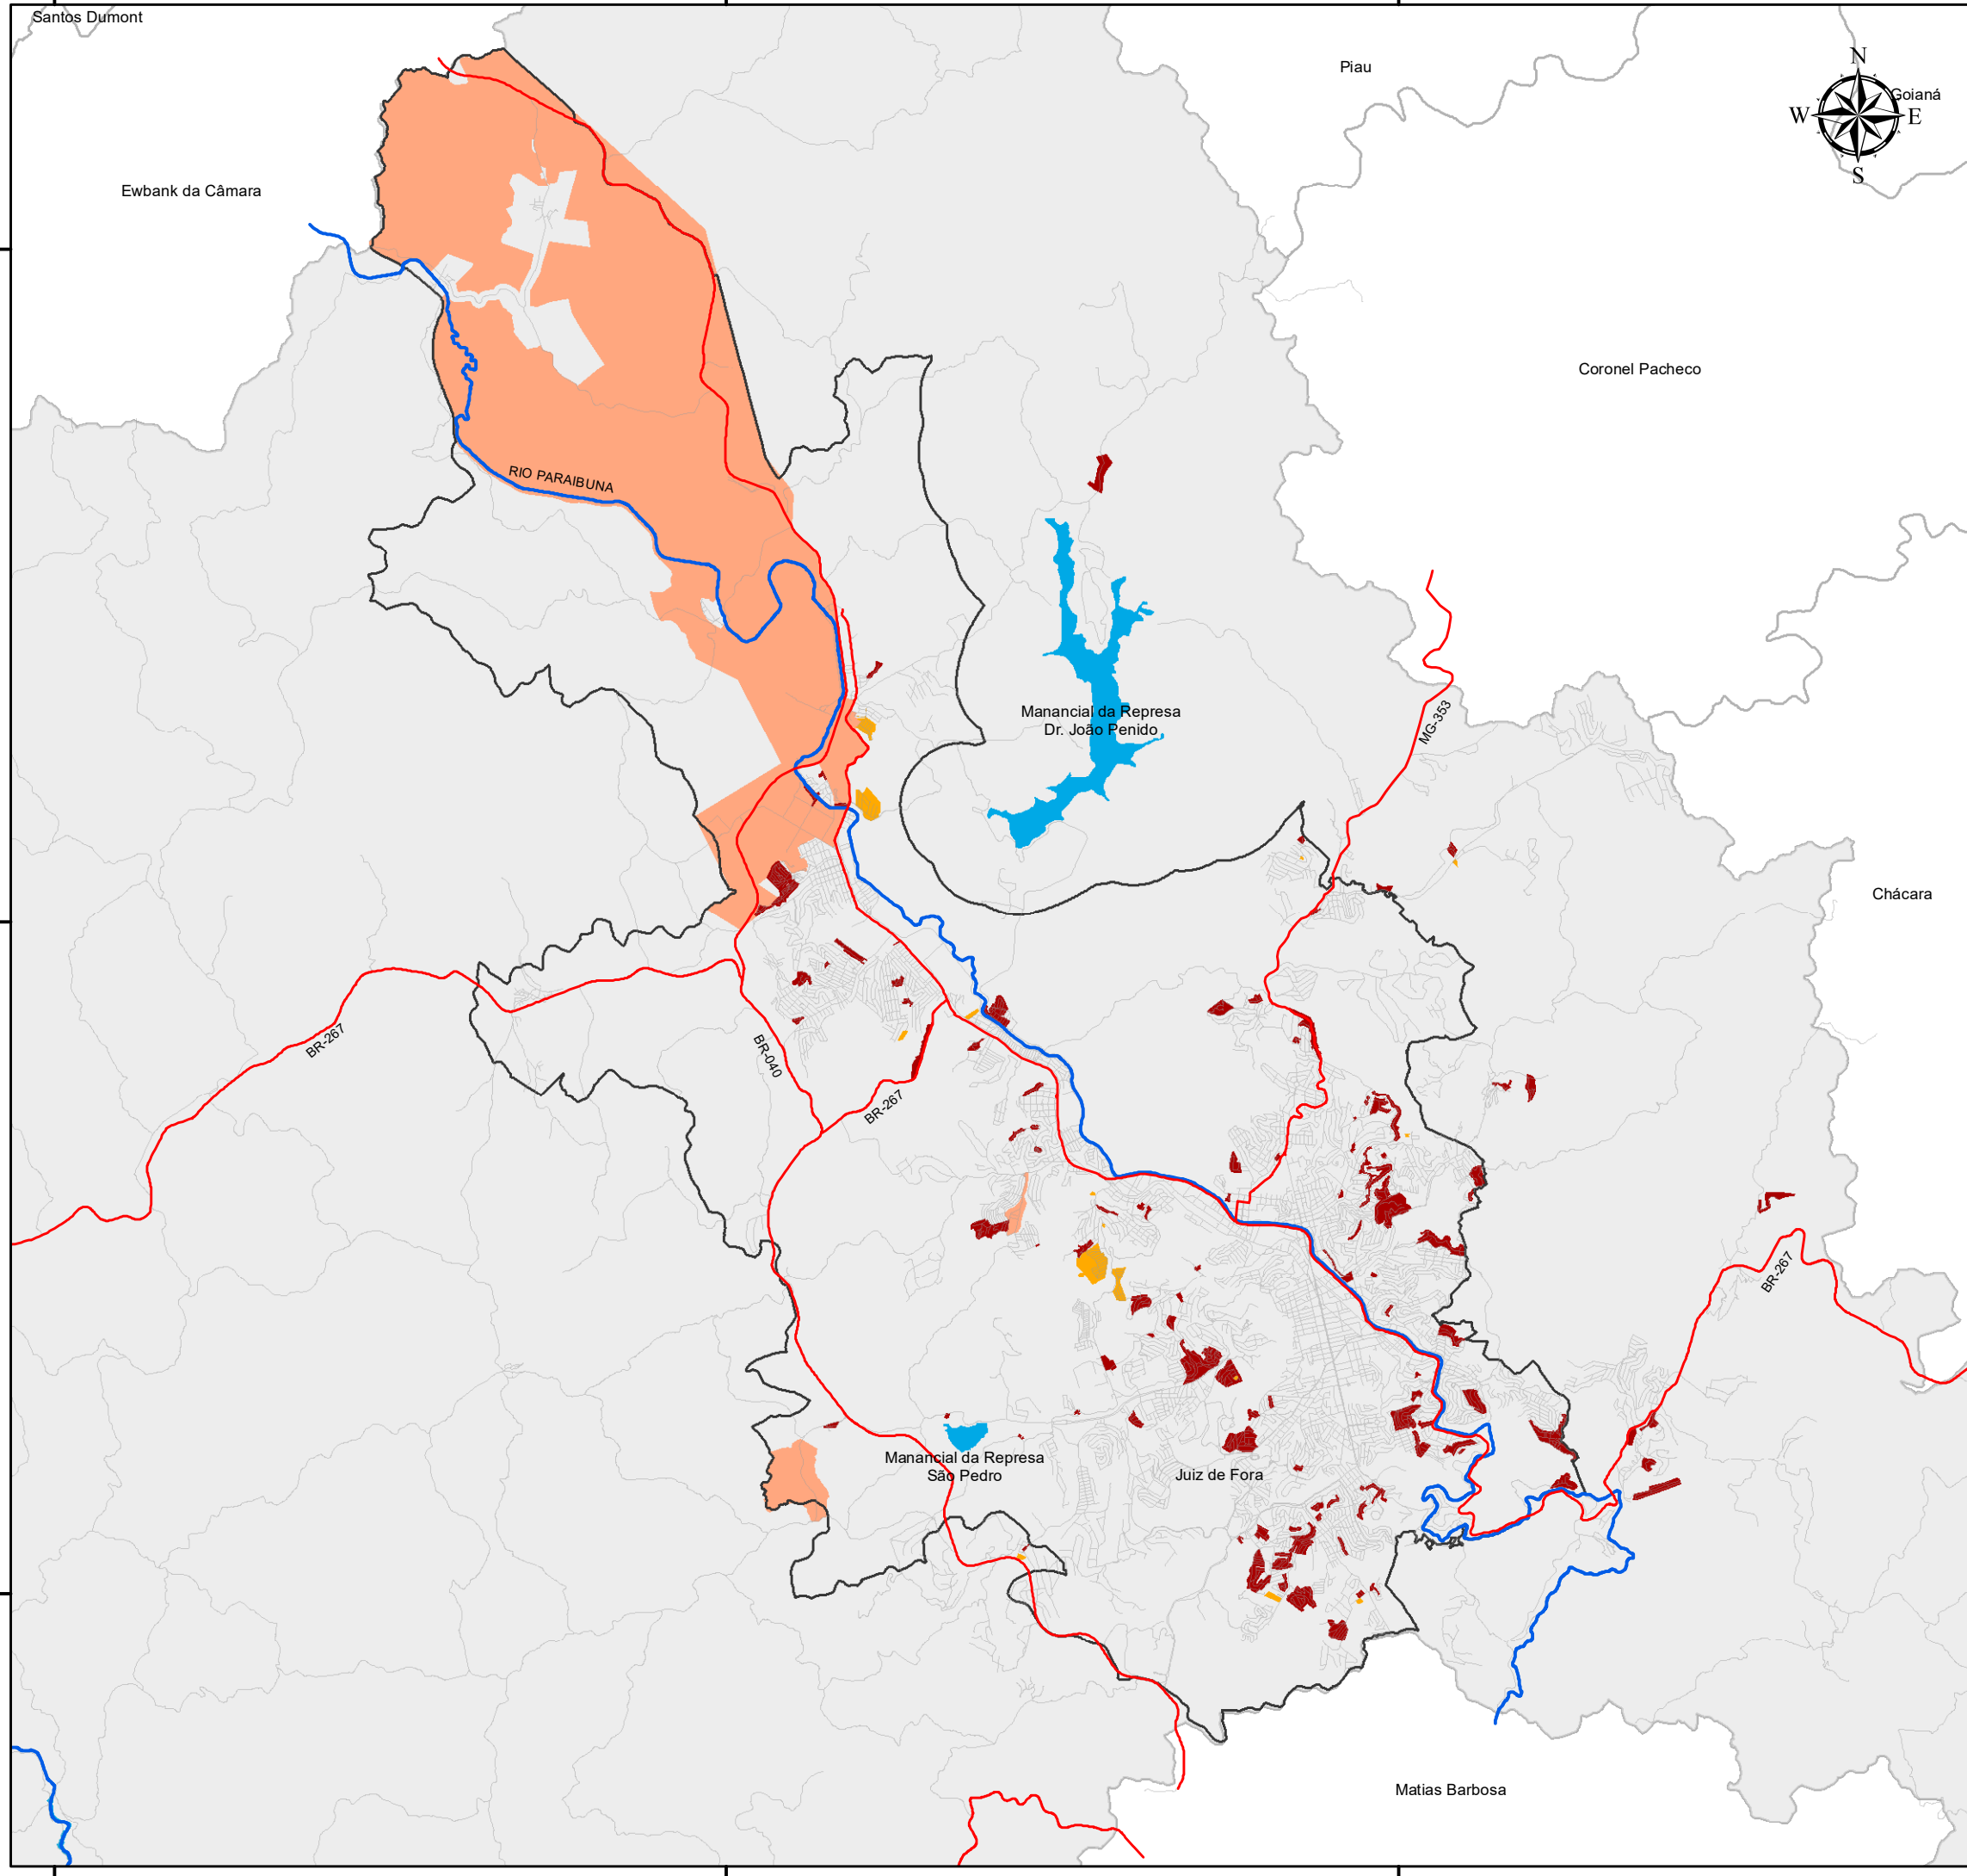 Santos Dumont
Piau
N
Goianá
W
E
S
Ewbank da Câmara
Coronel Pacheco
RIO PARAIBUNA
Manancial da Represa
Dr. João Penido
MG-353
Chácara
BR-267
BR-040
BR-267
BR-267
Manancial da Represa
São Pedro
Juiz de Fora
Matias Barbosa